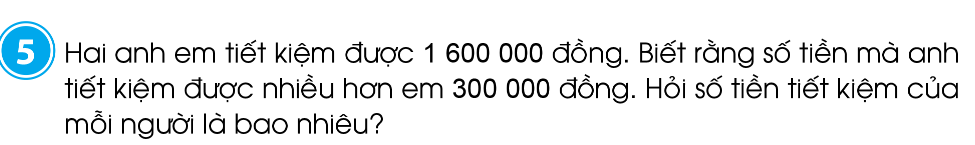 5 Hai anh em tiết kiệm được 1 600 000 đồng. Biết rằng số tiền mà anh
tiết kiệm được nhiều hơn em 300 000 đồng. Hỏi số tiền tiết kiệm của
mỗi người là bao nhiêu?